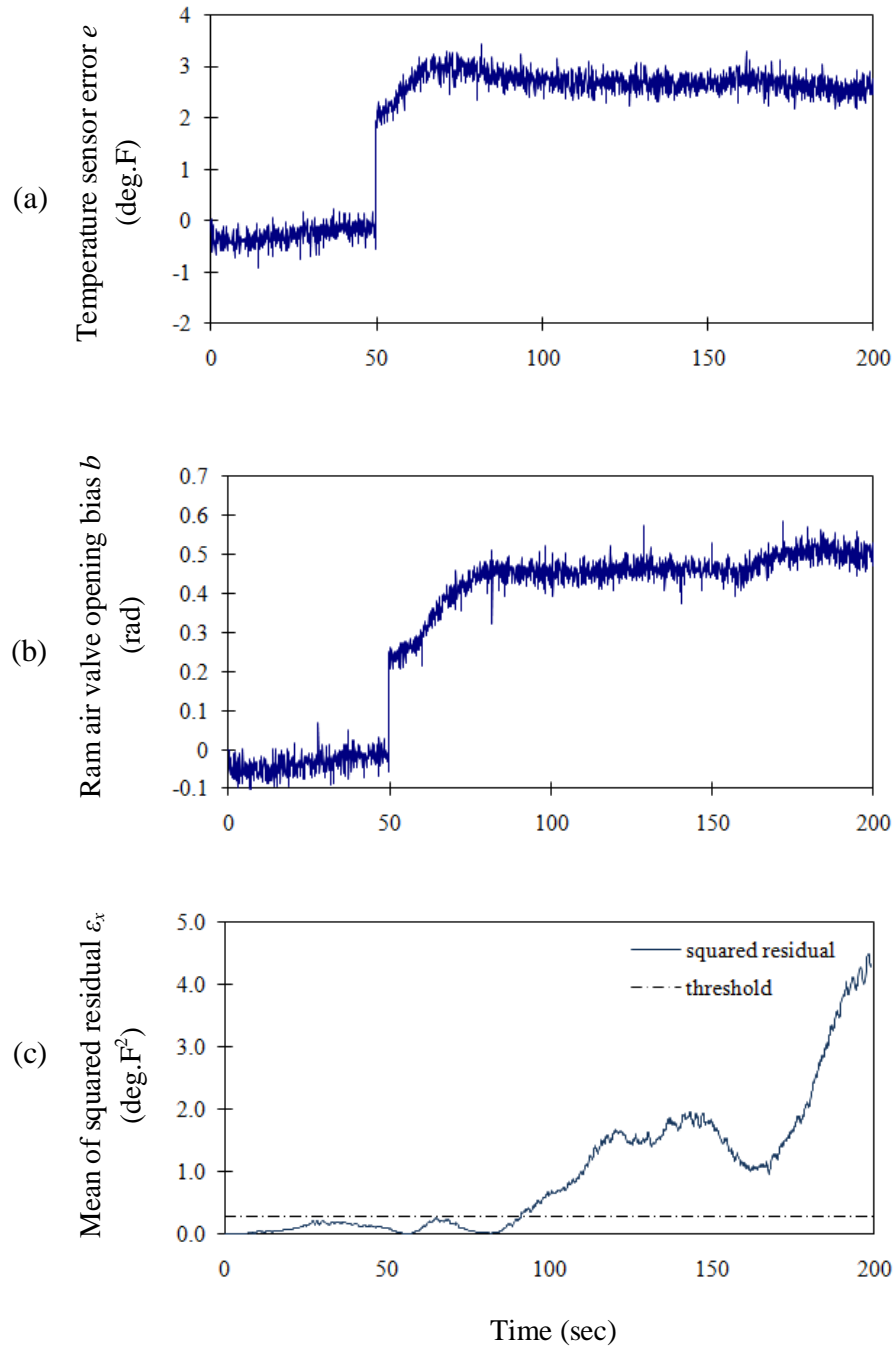 (a)
Temperature sensor error e
(deg.F)
4
3
2
1
0
-1
-2
0 50 100 150 200
(b)
Ram air valve opening bias b
(rad)
0.7
0.6
0.5
0.4
0.3
0.2
0.1
0
-0.1
0 50 100 150 200
(c)
Mean of squared residual εx
(deg.F2)
5.0
4.0
3.0
2.0
1.0
0.0
squared residual
threshold
0 50 100 150 200
Time (sec)